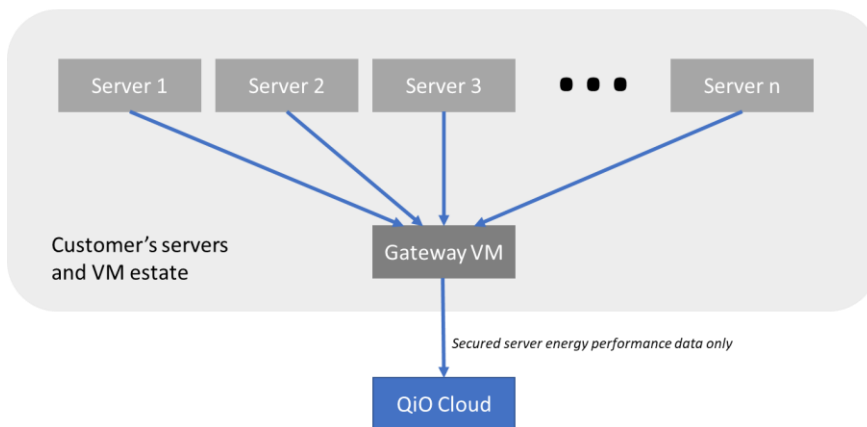 Server 1
Server 2
Server 3
Server n
Customer's servers
and VM estate
Gateway VM
Secured server energy performance data only
QiO Cloud